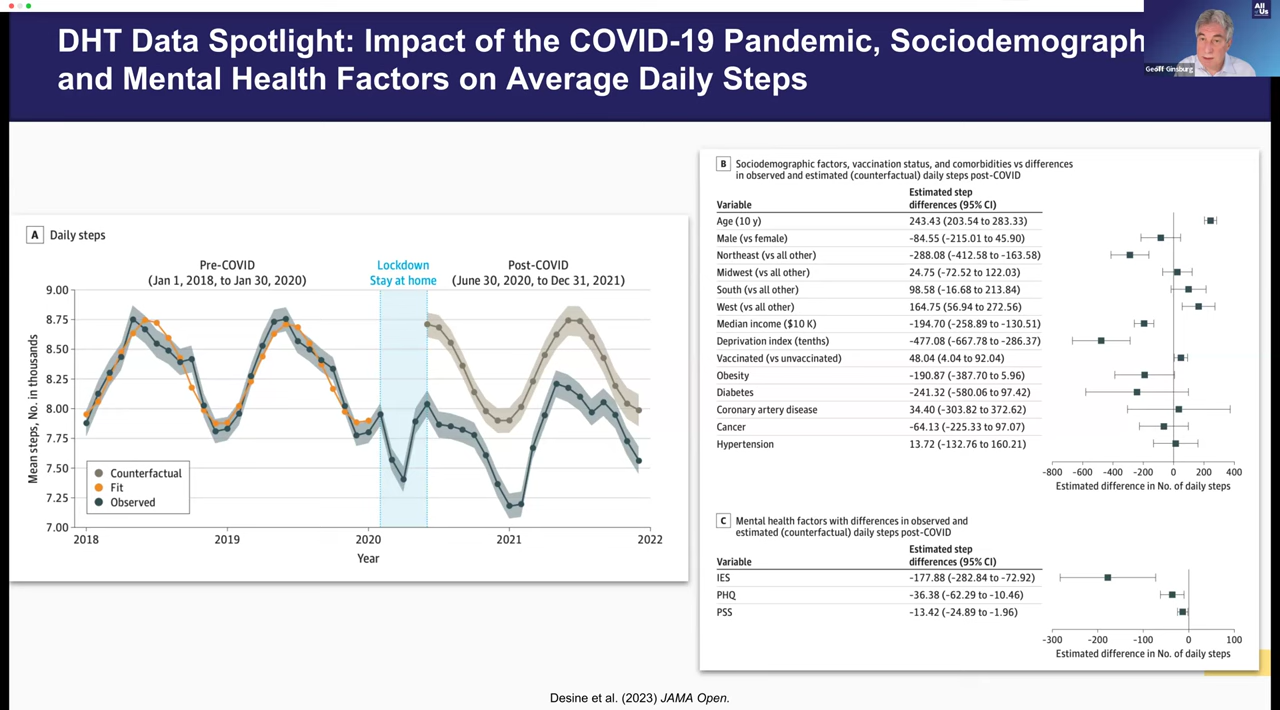 DHT Data Spotlight: Impact of the COVID-19 Pandemic, Sociodemograph
and Mental Health Factors on Average Daily Steps
All
of Us
Geoff Ginsburg
A Daily steps
Pre-COVID
(Jan 1, 2018, to Jan 30, 2020)
Lockdown
Stay at home
Post-COVID
(June 30, 2020, to Dec 31, 2021)
Mean steps, No. in thousands
9.00
8.75
8.50
8.25
8.00
7.75
7.50
7.25
7.00
Counterfactual
Fit
Observed
2018 2019 2020 2021 2022
Year
B Sociodemographic factors, vaccination status, and comorbidities vs differences
in observed and estimated (counterfactual) daily steps post-COVID
Variable Estimated step
differences (95% CI)
Age (10 y) 243.43 (203.54 to 283.33)
Male (vs female) -84.55 (-215.01 to 45.90)
Northeast (vs all other) -288.08 (-412.58 to -163.58)
Midwest (vs all other) 24.75 (-72.52 to 122.03)
South (vs all other) 98.58 (-16.68 to 213.84)
West (vs all other) 164.75 (56.94 to 272.56)
Median income ($10 K) -194.70 (-258.89 to -130.51)
Deprivation index (tenths) -477.08 (-667.78 to -286.37)
Vaccinated (vs unvaccinated) 48.04 (4.04 to 92.04)
Obesity -190.87 (-387.70 to 5.96)
Diabetes -241.32 (-580.06 to 97.42)
Coronary artery disease 34.40 (-303.82 to 372.62)
Cancer -64.13 (-225.33 to 97.07)
Hypertension 13.72 (-132.76 to 160.21)
-800 -600 -400 -200 0 200 400
Estimated difference in No. of daily steps
C Mental health factors with differences in observed and
estimated (counterfactual) daily steps post-COVID
Variable Estimated step
differences (95% CI)
IES -177.88 (-282.84 to -72.92)
PHQ -36.38 (-62.29 to -10.46)
PSS -13.42 (-24.89 to -1.96)
-300 -200 -100 0 100
Estimated difference in No. of daily steps
Desine et al. (2023) JAMA Open.